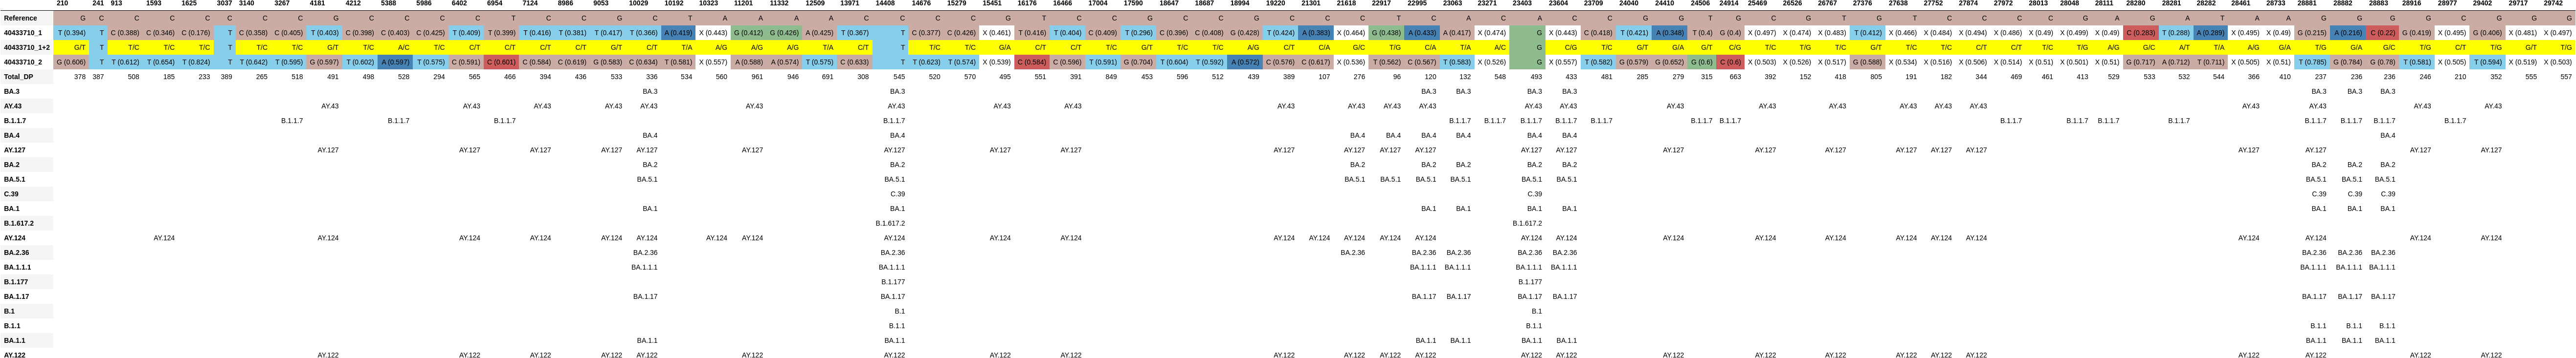 210 241 913 1593 1625 3037 3140 3267 4181 4212 5388 5986 6402 6954 7124 8986 9053 10029 10192 10323 11201 11332 12509 13971 14408 14676 15279 15451 16176 16466 17004 17590 18647 18687 18994 19220 21301 21618 22917 22995 23063 23271 23403 23604 23709 24040 24410 24506 24914 25469 26526 26767 27376 27638 27752 27874 27972 28013 28048 28111 28280 28281 28282 28461 28733 28881 28882 28883 28916 28977 29402 29717 29742
Reference G C C C C C C C G C C C C T C C G C T A A A A C C C C G T C C G C C G C C C T C A C A C C G G T G C G T G T C C C C G A G A T A A G G G G C G G G
40433710_1 T (0.394) T C (0.388) C (0.346) C (0.176) T C (0.358) C (0.405) T (0.403) C (0.398) C (0.403) C (0.425) T (0.409) T (0.399) T (0.416) T (0.381) T (0.417) T (0.366) A (0.419) X (0.443) G (0.412) G (0.426) A (0.425) T (0.367) T C (0.377) C (0.426) X (0.461) T (0.416) T (0.404) C (0.409) T (0.296) C (0.396) C (0.408) G (0.428) T (0.424) A (0.383) X (0.464) G (0.438) A (0.433) A (0.417) X (0.474) G X (0.443) C (0.418) T (0.421) A (0.348) T (0.4) G (0.4) X (0.497) X (0.474) X (0.483) T (0.412) X (0.466) X (0.484) X (0.494) X (0.486) X (0.49) X (0.499) X (0.49) C (0.283) T (0.288) A (0.289) X (0.495) X (0.49) G (0.215) A (0.216) C (0.22) G (0.419) X (0.495) G (0.406) X (0.481) X (0.497)
40433710_1+2 G/T T T/C T/C T/C T T/C T/C G/T T/C A/C T/C C/T C/T C/T C/T G/T C/T T/A A/G A/G A/G A/T C/T T T/C T/C G/A C/T C/T T/C G/T T/C T/C A/G C/T C/A C/G T/G C/A T/A A/C G C/G T/C G/T G/A G/T C/G T/C T/G C/T G/T T/C T/C C/T C/T T/C T/G A/G G/C A/T T/A A/G T/A T/G G/A G/C T/G C/T T/G G/T T/G
40433710_2 G (0.606) T T (0.612) T (0.654) T (0.824) T T (0.642) T (0.595) G (0.597) T (0.602) A (0.597) T (0.575) C (0.591) C (0.601) C (0.584) C (0.619) G (0.583) C (0.634) T (0.581) X (0.557) A (0.588) A (0.574) T (0.575) C (0.633) T T (0.623) T (0.574) X (0.539) C (0.584) C (0.596) T (0.591) G (0.704) T (0.604) T (0.592) A (0.572) C (0.576) C (0.617) X (0.536) T (0.562) C (0.567) T (0.583) X (0.526) G X (0.557) T (0.582) G (0.579) G (0.652) G (0.6) C (0.6) X (0.503) X (0.526) X (0.517) G (0.588) X (0.534) X (0.516) X (0.506) X (0.514) X (0.51) X (0.501) X (0.51) G (0.717) A (0.712) T (0.711) X (0.505) X (0.51) T (0.785) G (0.784) G (0.78) T (0.581) X (0.505) T (0.594) X (0.519) X (0.503)
Total_DP 378 387 508 185 233 389 265 518 491 498 528 294 565 466 394 436 533 336 534 560 961 946 691 308 545 520 570 495 551 391 849 453 596 512 439 389 107 276 96 120 132 548 493 433 481 285 279 315 663 392 152 418 805 191 182 344 469 461 413 529 533 532 544 366 410 237 236 236 246 210 352 555 557
BA.3 BA.3 BA.3 BA.3 BA.3 BA.3 BA.3 BA.3 BA.3 BA.3
AY.43 AY.43 AY.43 AY.43 AY.43 AY.43 AY.43 AY.43 AY.43 AY.43 AY.43 AY.43 AY.43 AY.43 AY.43 AY.43 AY.43 AY.43 AY.43 AY.43 AY.43 AY.43 AY.43 AY.43 AY.43 AY.43
B.1.1.7 B.1.1.7 B.1.1.7 B.1.1.7 B.1.1.7 B.1.1.7 B.1.1.7 B.1.1.7 B.1.1.7 B.1.1.7 B.1.1.7 B.1.1.7 B.1.1.7 B.1.1.7 B.1.1.7 B.1.1.7 B.1.1.7 B.1.1.7 B.1.1.7 B.1.1.7
BA.4 BA.4 BA.4 BA.4 BA.4 BA.4 BA.4 BA.4 BA.4 BA.4
AY.127 AY.127 AY.127 AY.127 AY.127 AY.127 AY.127 AY.127 AY.127 AY.127 AY.127 AY.127 AY.127 AY.127 AY.127 AY.127 AY.127 AY.127 AY.127 AY.127 AY.127 AY.127 AY.127 AY.127 AY.127 AY.127 AY.127
BA.2 BA.2 BA.2 BA.2 BA.2 BA.2 BA.2 BA.2 BA.2 BA.2 BA.2
BA.5.1 BA.5.1 BA.5.1 BA.5.1 BA.5.1 BA.5.1 BA.5.1 BA.5.1 BA.5.1 BA.5.1 BA.5.1 BA.5.1
C.39 C.39 C.39 C.39 C.39 C.39
BA.1 BA.1 BA.1 BA.1 BA.1 BA.1 BA.1 BA.1 BA.1 BA.1
B.1.617.2 B.1.617.2 B.1.617.2
AY.124 AY.124 AY.124 AY.124 AY.124 AY.124 AY.124 AY.124 AY.124 AY.124 AY.124 AY.124 AY.124 AY.124 AY.124 AY.124 AY.124 AY.124 AY.124 AY.124 AY.124 AY.124 AY.124 AY.124 AY.124 AY.124 AY.124 AY.124 AY.124 AY.124
BA.2.36 BA.2.36 BA.2.36 BA.2.36 BA.2.36 BA.2.36 BA.2.36 BA.2.36 BA.2.36 BA.2.36 BA.2.36
BA.1.1.1 BA.1.1.1 BA.1.1.1 BA.1.1.1 BA.1.1.1 BA.1.1.1 BA.1.1.1 BA.1.1.1 BA.1.1.1 BA.1.1.1
B.1.177 B.1.177 B.1.177
BA.1.17 BA.1.17 BA.1.17 BA.1.17 BA.1.17 BA.1.17 BA.1.17 BA.1.17 BA.1.17 BA.1.17
B.1 B.1 B.1
B.1.1 B.1.1 B.1.1 B.1.1 B.1.1 B.1.1
BA.1.1 BA.1.1 BA.1.1 BA.1.1 BA.1.1 BA.1.1 BA.1.1 BA.1.1 BA.1.1 BA.1.1
AY.122 AY.122 AY.122 AY.122 AY.122 AY.122 AY.122 AY.122 AY.122 AY.122 AY.122 AY.122 AY.122 AY.122 AY.122 AY.122 AY.122 AY.122 AY.122 AY.122 AY.122 AY.122 AY.122 AY.122 AY.122 AY.122 AY.122